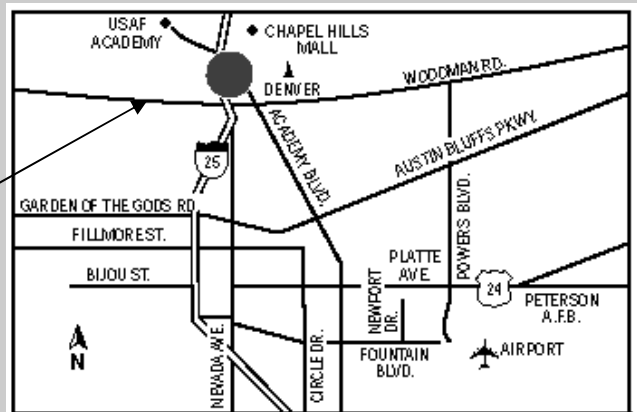 USAF
ACADEMY
CHAPEL HILLS
MALL
DENVER
WOODMAN RD.
ACADEMY BLVD.
AUSTIN BLUFFS PKWY.
25
GARDEN OF THE GODS RD
FILLMORE ST.
BIJOU ST.
PLATTE
AVE.
POWERS BLVD.
24
PETERSON
A.F.B.
NEWPORT
DR.
N
NEVADA AVE.
CIRCLE DR.
FOUNTAIN
BLVD.
AIRPORT